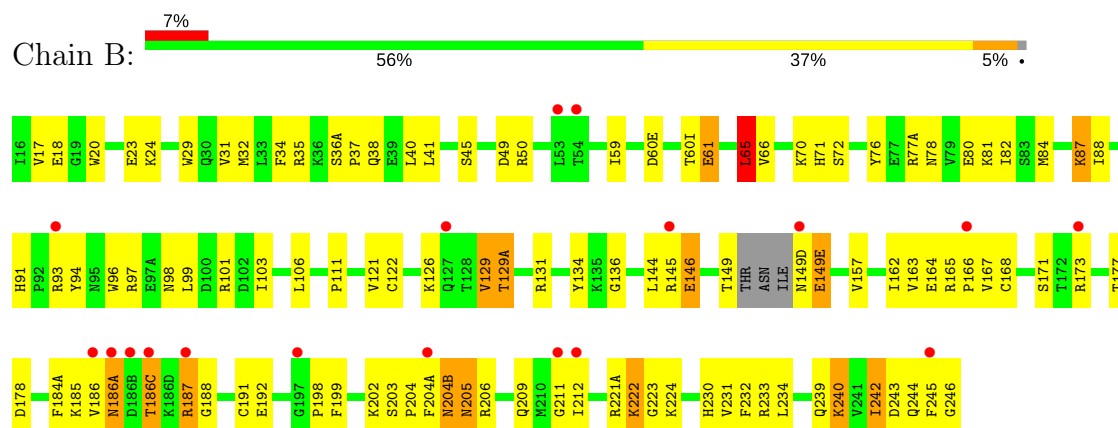 7%
Chain B:
56% 37% 5% •
I16 V17 E18 G19 W20 E23 K24 W29 Q30 V31 M32 L33 F34 R35 K36 S36A P37 Q38 E39 L40 L41 S45 D49 R50 L53 T54 I59 D60E T60I E61 L65 V66 K70 H71 S72 Y76 E77 R77A N78 V79 E80 K81 I82 S83 M84 K87 I88
H91 P92 R93 Y94 N95 W96 R97 E97A N98 L99 D100 R101 D102 I103 L106 P111 V121 C122 K126 Q127 T128 V129 T129A R131 Y134 K135 G136 L144 R145 E146 T149 THR ASN ILE N149D E149E V157 I162 V163 E164 R165 P166 V167 C168 S171 T172 R173 T177
D178 F184A K185 V186 N186A D186B T186C K186D R187 G188 C191 E192 G197 P198 F199 K202 S203 P204 F204A N204B N205 R206 Q209 M210 G211 I212 R221A K222 G223 K224 H230 V231 F232 R233 L234 Q239 K240 V241 I242 D243 Q244 F245 G246